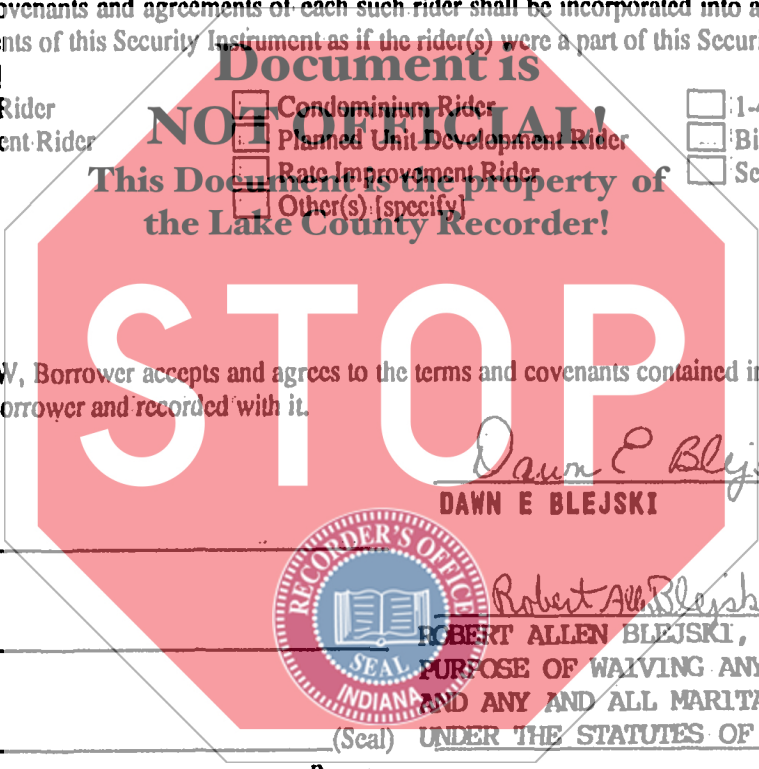 ovenants and agreements of each such rider shall be incorporated into a
nts of this Security Instrument as if the rider(s) were a part of this Secur
Document is
NOT OFFICIAL!
This Document is the property of
the Lake County Recorder!
Rider
Condominium Rider
1-4
ent Rider
Planned Unit Development Rider
Bi
Rate Improvement Rider
Sc
Other(s) [specify]
STOP
W, Borrower accepts and agrees to the terms and covenants contained in
orrower and recorded with it.
Dawn E Blejs
DAWN E BLEJSKI
RECORDER'S OFFICE
SEAL
INDIANA
Robert Allen Blejsk
ROBERT ALLEN BLEJSKI,
PURPOSE OF WAIVING ANY
AND ANY AND ALL MARITA
(Seal) UNDER THE STATUTES OF